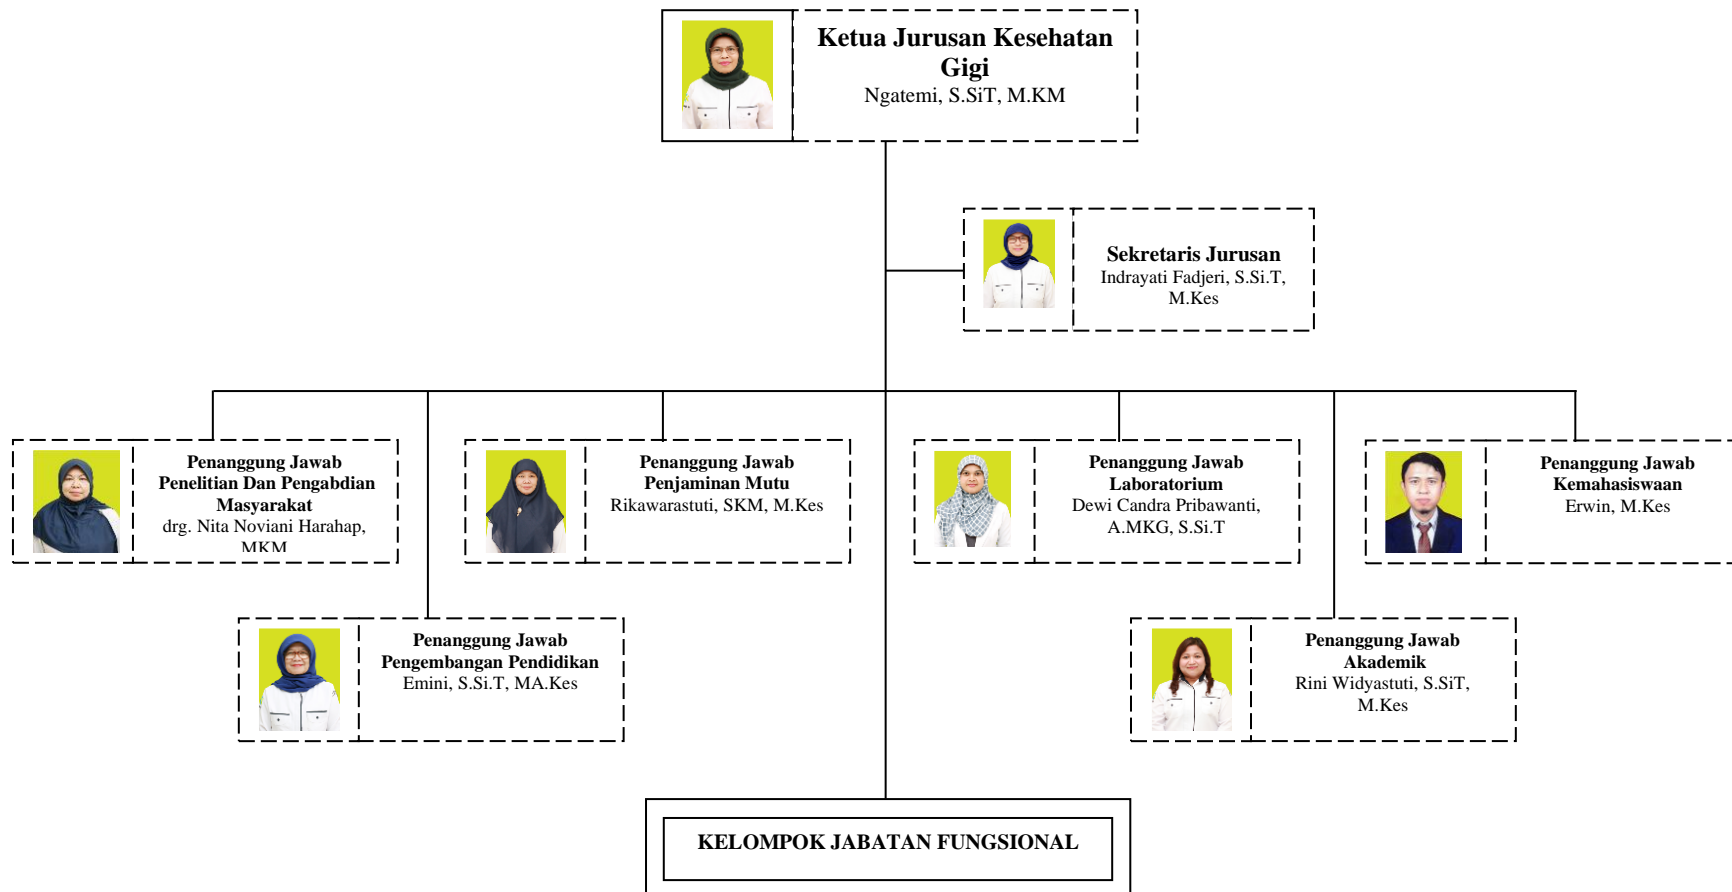 Ketua Jurusan Kesehatan
Gigi
Ngatemi, S.SiT, M.KM
Sekretaris Jurusan
Indrayati Fadjeri, S.Si.T,
M.Kes
Penanggung Jawab
Penelitian Dan Pengabdian
Masyarakat
drg. Nita Noviani Harahap,
MKM
Penanggung Jawab
Penjaminan Mutu
Rikawarastuti, SKM, M.Kes
Penanggung Jawab
Laboratorium
Dewi Candra Pribawanti,
A.MKG, S.Si.T
Penanggung Jawab
Kemahasiswaan
Erwin, M.Kes
Penanggung Jawab
Pengembangan Pendidikan
Emini, S.Si.T, MA.Kes
Penanggung Jawab
Akademik
Rini Widyastuti, S.SiT,
M.Kes
KELOMPOK JABATAN FUNGSIONAL